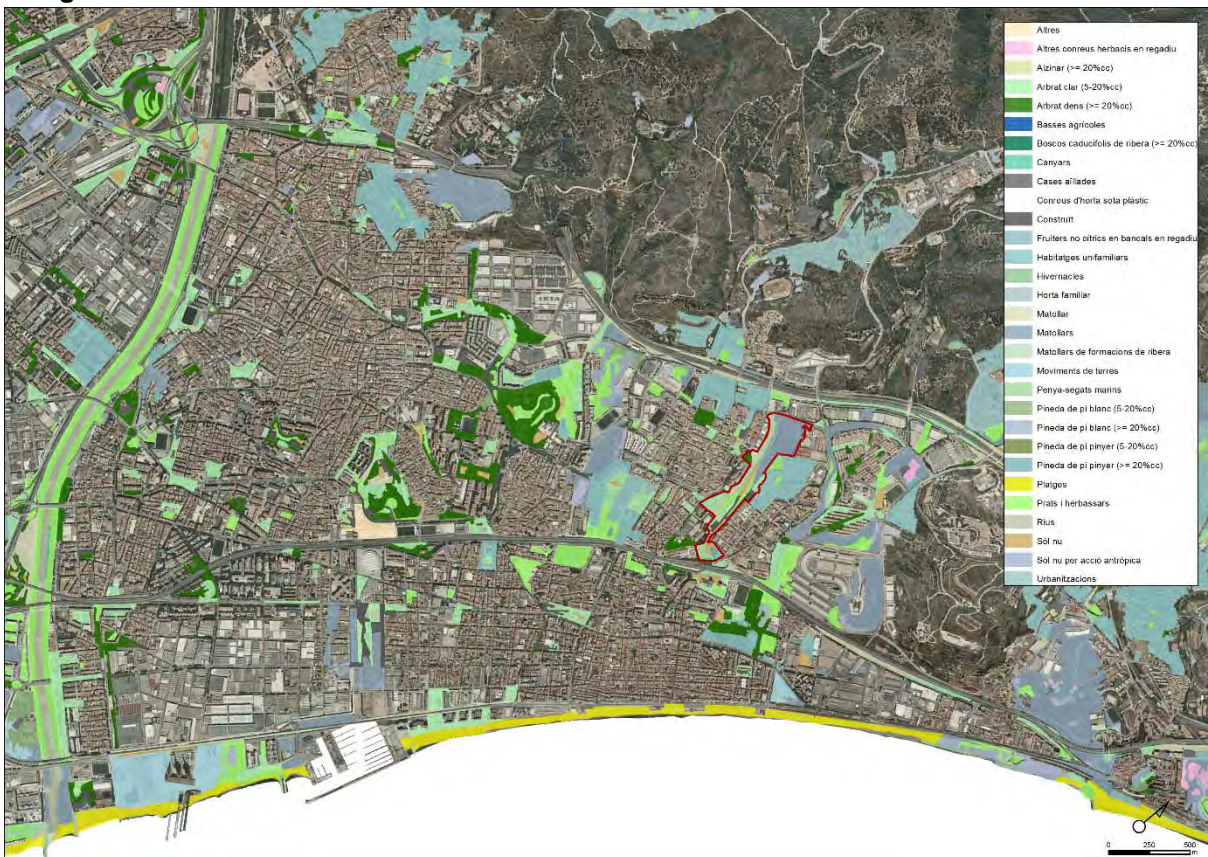 Altres
Altres conreus herbacis en regadiu
Alzinar (>= 20%cc)
Arbrat clar (5-20%cc)
Arbrat dens (>= 20%cc)
Basses agrícoles
Boscos caducifolis de ribera (>= 20%cc)
Canyars
Cases aïllades
Conreus d'horta sota plàstic
Construït
Fruiters no cítrics en bancals en regadiu
Habitatges unifamiliars
Hivernacles
Horta familiar
Matollar
Matollars
Matollars de formacions de ribera
Moviments de terres
Penya-segats marins
Pineda de pi blanc (5-20%cc)
Pineda de pi blanc (>= 20%cc)
Pineda de pi pinyer (5-20%cc)
Pineda de pi pinyer (>= 20%cc)
Platges
Prats i herbassars
Rius
Sòl nu
Sòl nu per acció antròpica
Urbanitzacions
IKEA
0 250 500
m